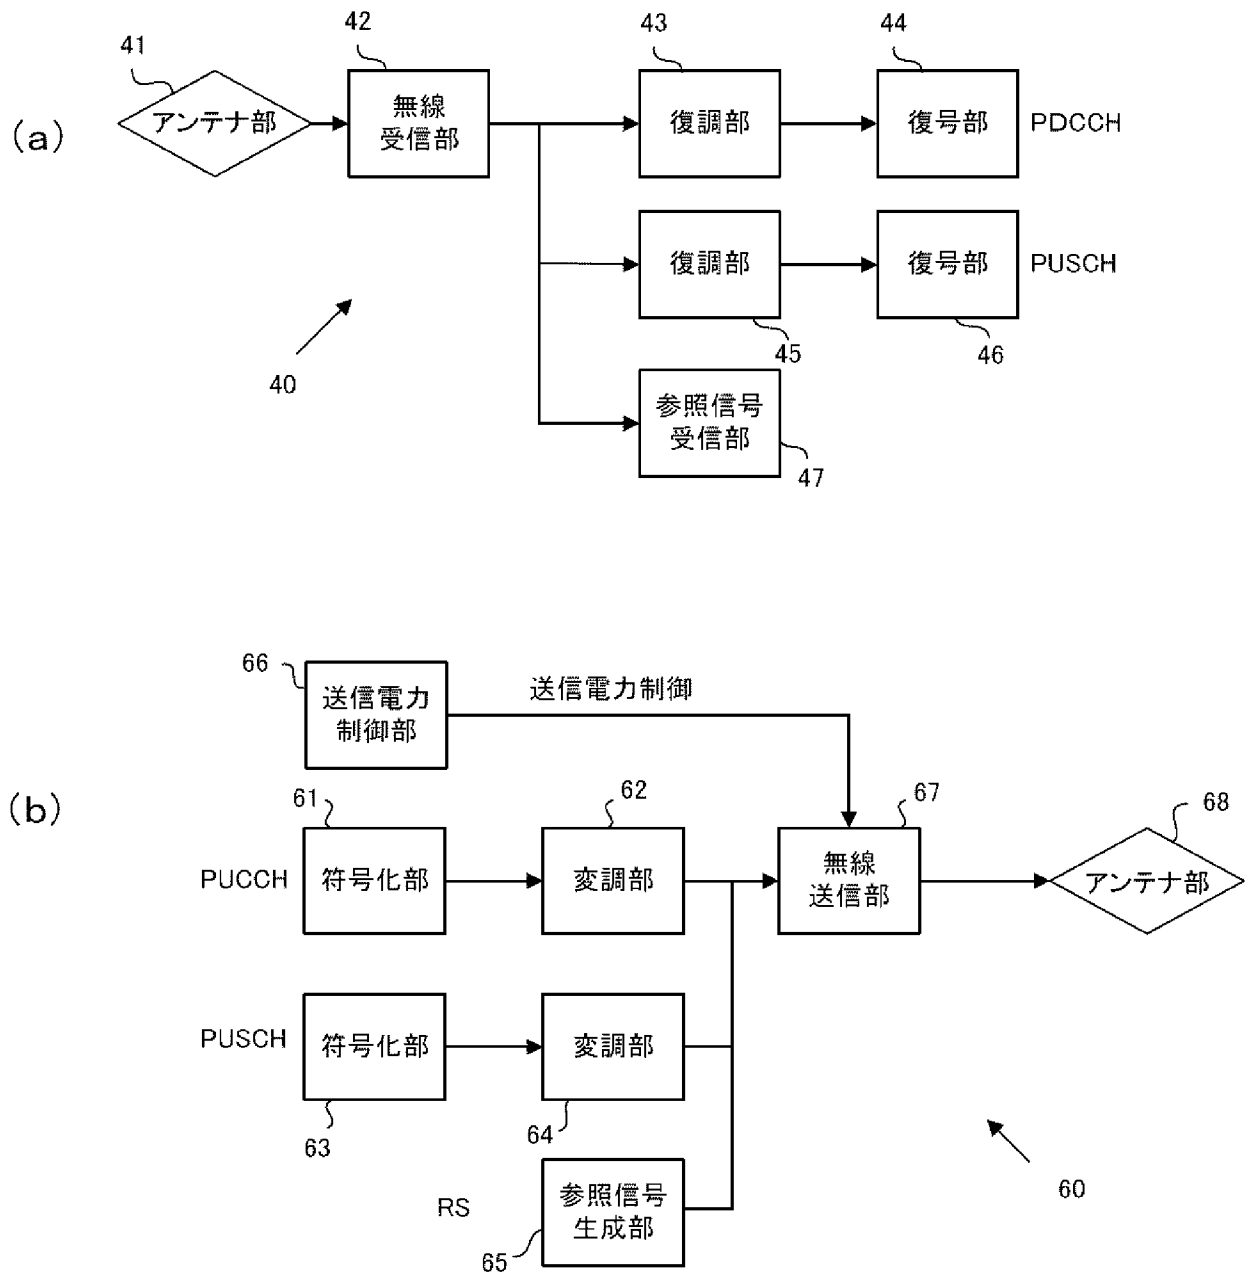 (a)
41
アンテナ部
42
無線
受信部
43
復調部
44
復号部
PDCCH
復調部
45
復号部
46
PUSCH
40
参照信号
受信部
47
(b)
66
送信電力
制御部
送信電力制御
61
PUCCH
符号化部
62
変調部
67
無線
送信部
68
アンテナ部
PUSCH
符号化部
63
変調部
64
RS
参照信号
生成部
65
60